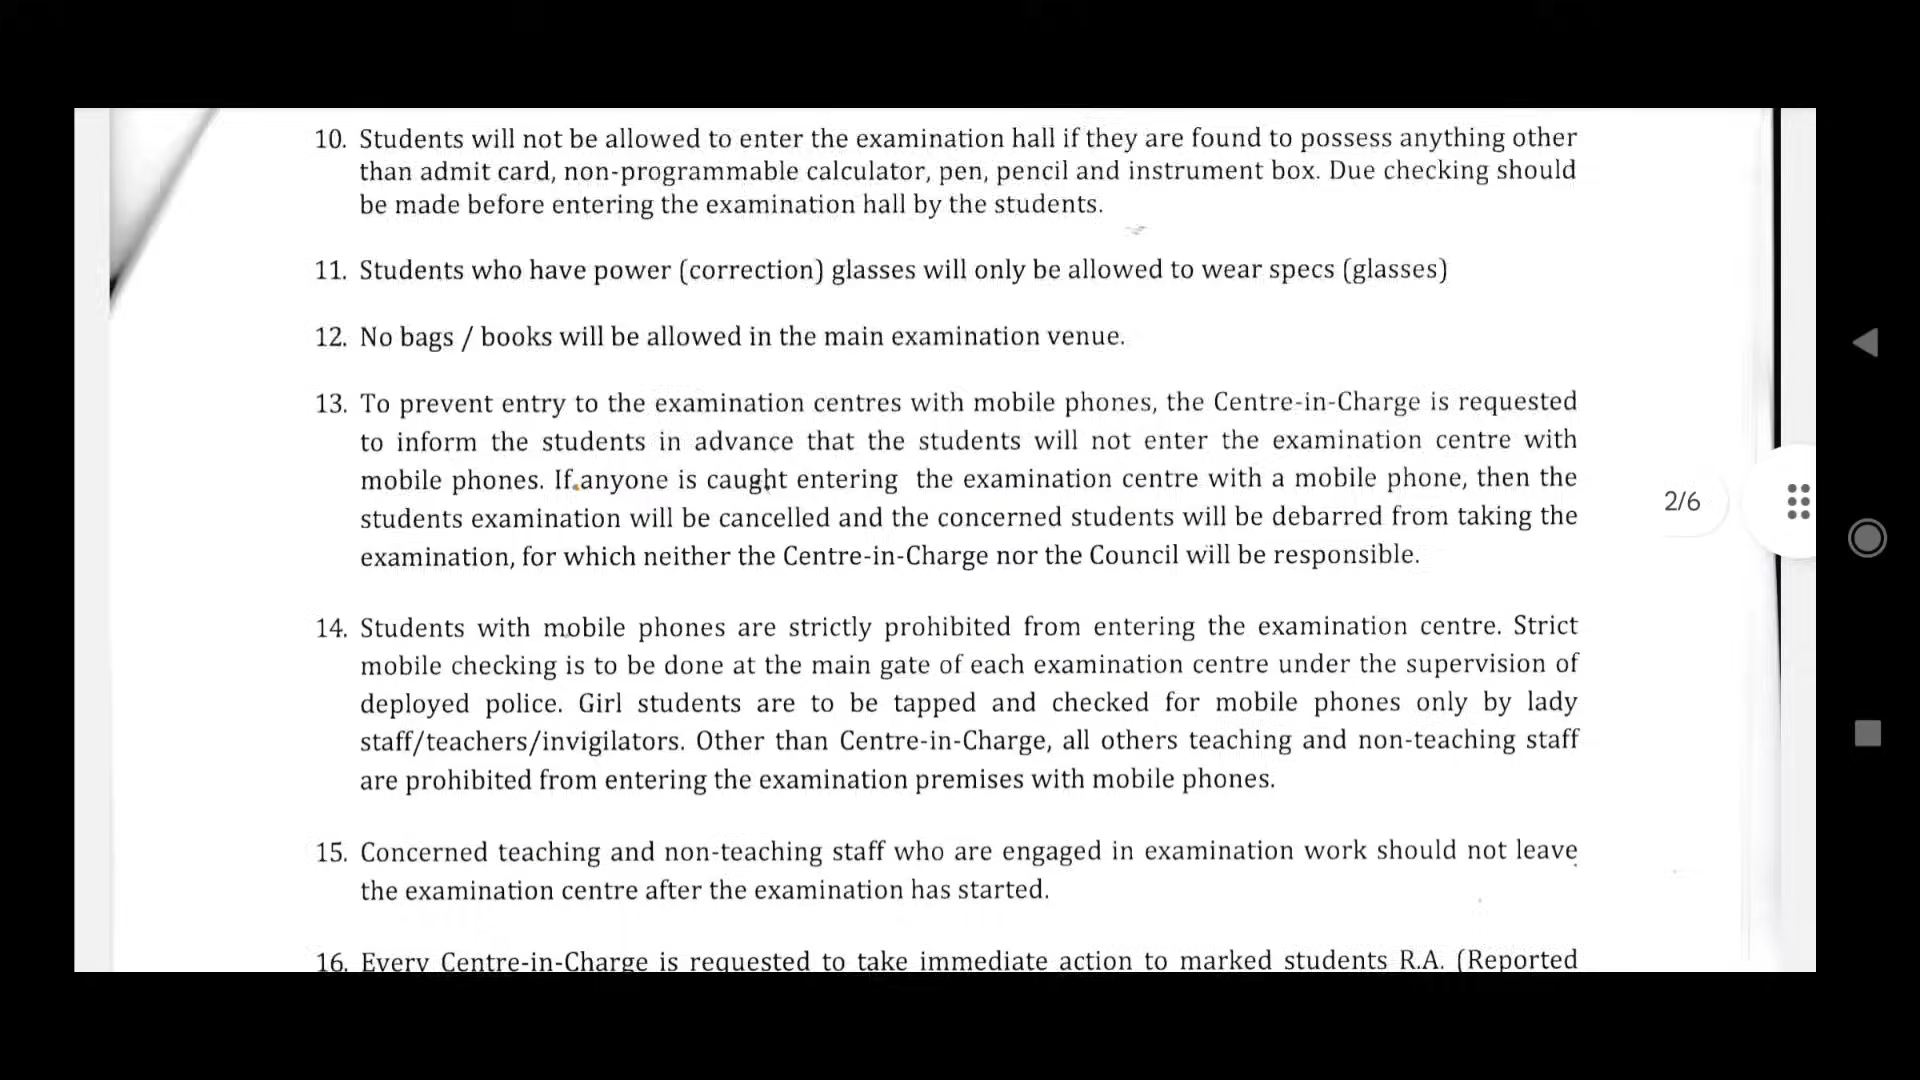 10. Students will not be allowed to enter the examination hall if they are found to possess anything other
than admit card, non-programmable calculator, pen, pencil and instrument box. Due checking should
be made before entering the examination hall by the students.
11. Students who have power (correction) glasses will only be allowed to wear specs (glasses)
12. No bags / books will be allowed in the main examination venue.
13. To prevent entry to the examination centres with mobile phones, the Centre-in-Charge is requested
to inform the students in advance that the students will not enter the examination centre with
mobile phones. If anyone is caught entering the examination centre with a mobile phone, then the
students examination will be cancelled and the concerned students will be debarred from taking the
examination, for which neither the Centre-in-Charge nor the Council will be responsible.
14. Students with mobile phones are strictly prohibited from entering the examination centre. Strict
mobile checking is to be done at the main gate of each examination centre under the supervision of
deployed police. Girl students are to be tapped and checked for mobile phones only by lady
staff/teachers/invigilators. Other than Centre-in-Charge, all others teaching and non-teaching staff
are prohibited from entering the examination premises with mobile phones.
15. Concerned teaching and non-teaching staff who are engaged in examination work should not leave
the examination centre after the examination has started.
16. Every Centre-in-Charge is requested to take immediate action to marked students R.A. (Reported
2/6